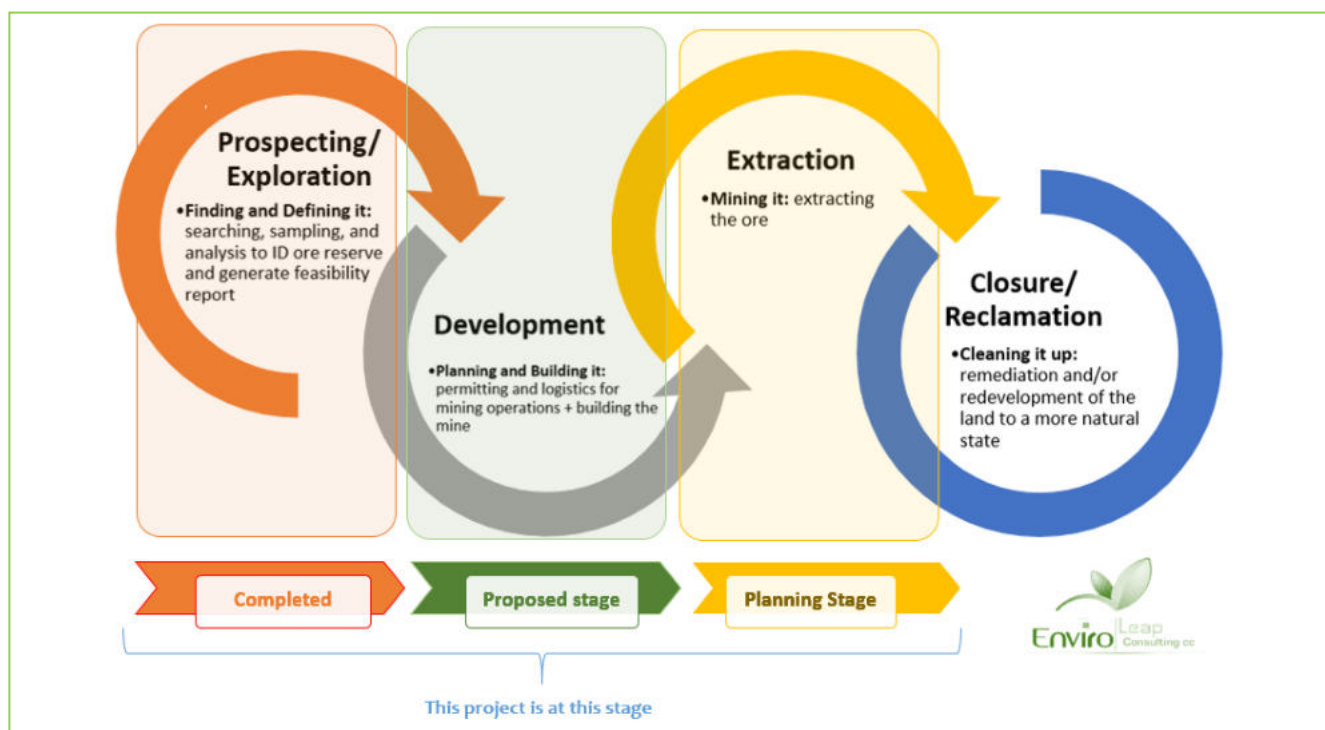 Prospecting/
Exploration
•Finding and Defining it:
searching, sampling, and
analysis to ID ore reserve
and generate feasibility
report
Development
•Planning and Building it:
permitting and logistics for
mining operations + building the
mine
Extraction
•Mining it: extracting
the ore
Closure/
Reclamation
•Cleaning it up:
remediation and/or
redevelopment of the
land to a more natural
state
Completed
Proposed stage
Planning Stage
Enviro Leap
Consulting cc
This project is at this stage